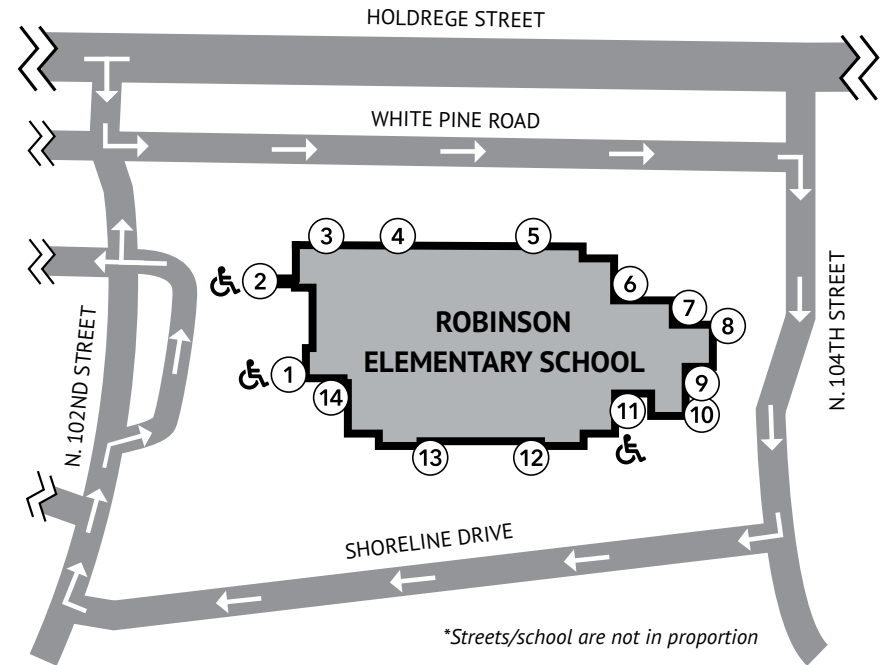 HOLDREGE STREET
WHITE PINE ROAD
3
4
5
2
6
7
8
ROBINSON
ELEMENTARY SCHOOL
N. 102ND STREET
N. 104TH STREET
1
14
9
11
10
13
12
SHORELINE DRIVE
*Streets/school are not in proportion